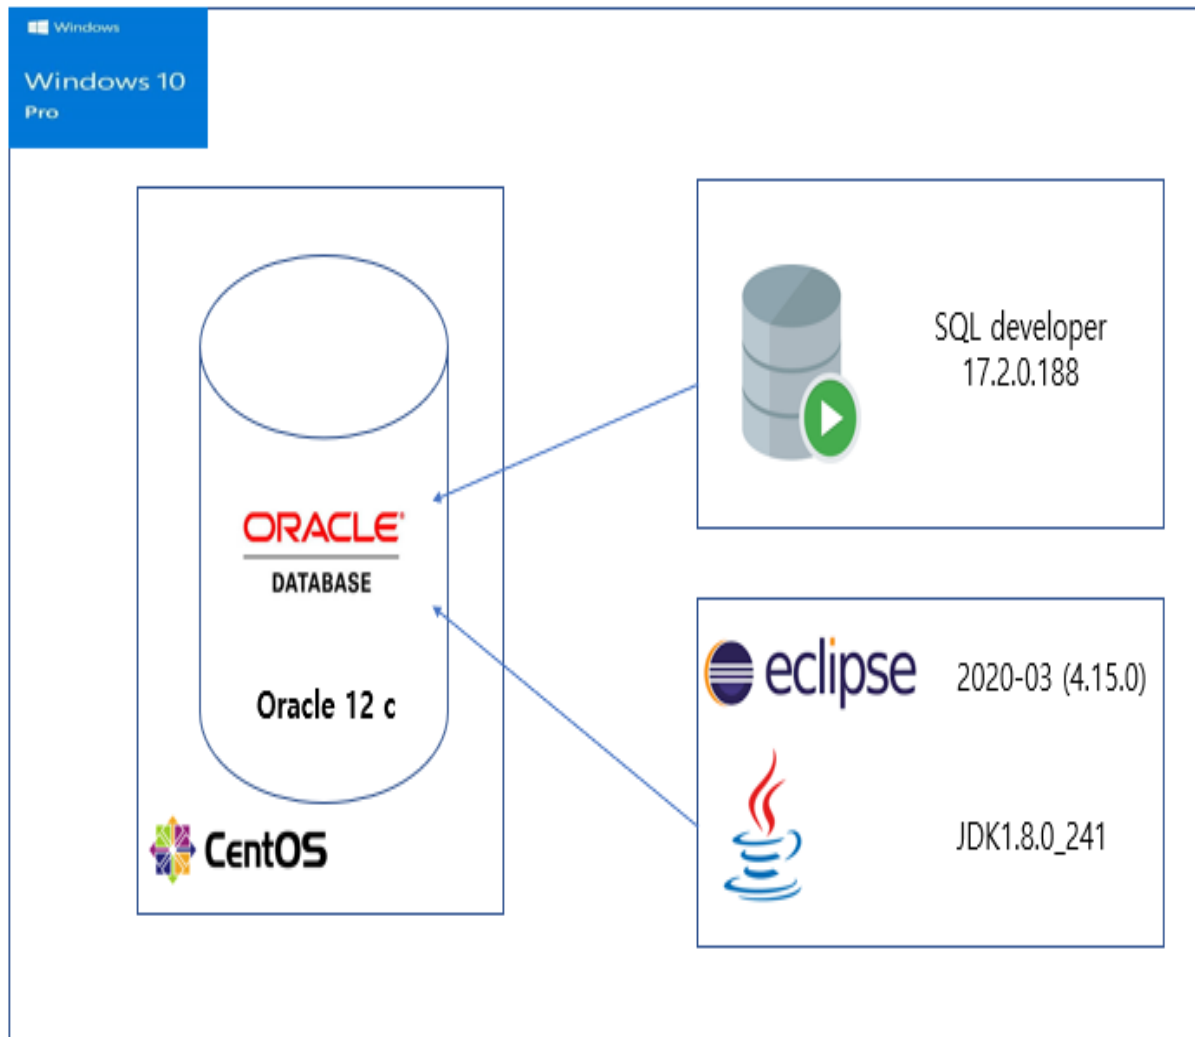 Windows
Windows 10
Pro
ORACLE
DATABASE
Oracle 12 c
CentOS
SQL developer
17.2.0.188
eclipse
2020-03 (4.15.0)
JDK1.8.0_241